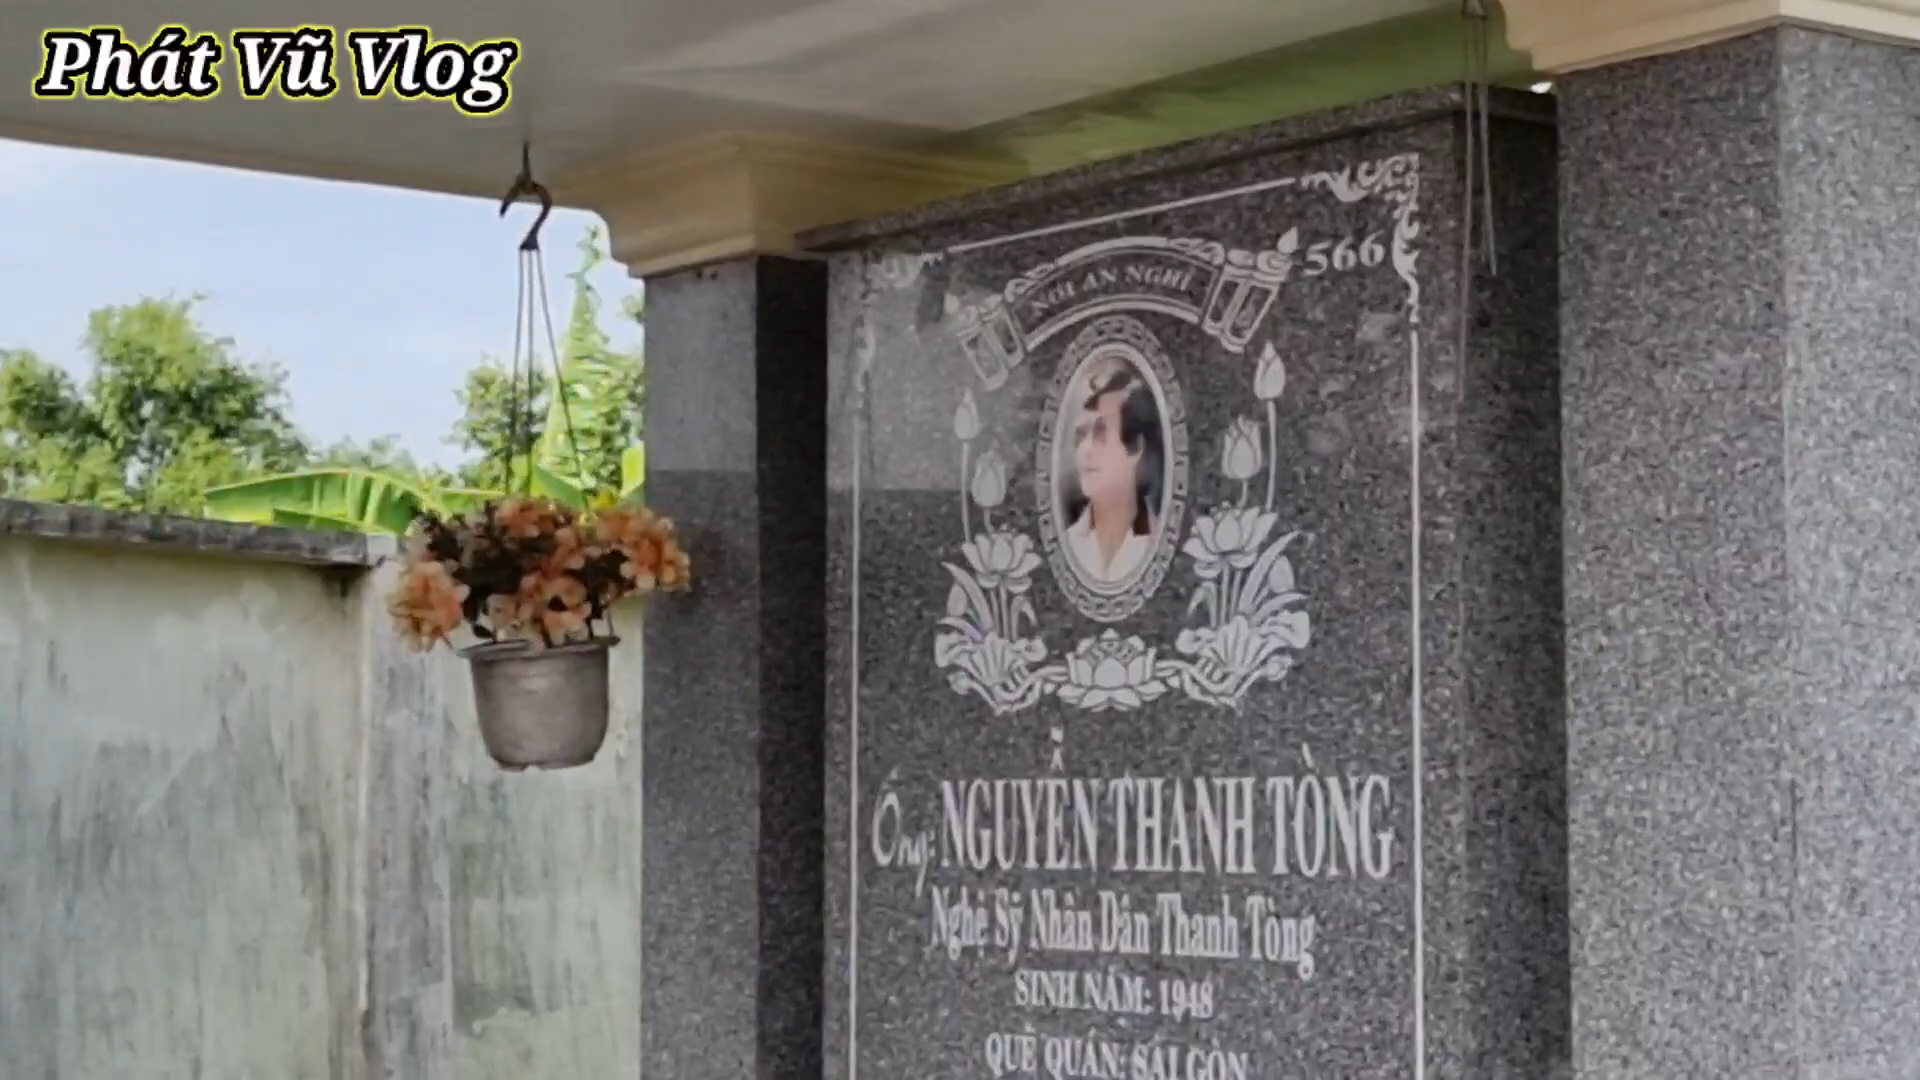 Phát Vũ Vlog
566
NƠI AN NGHỈ
Ông: NGUYỄN THANH TÒNG
Nghệ Sỹ Nhân Dân Thanh Tòng
SINH NĂM: 1948
QUÊ QUÁN: SÀI GÒN